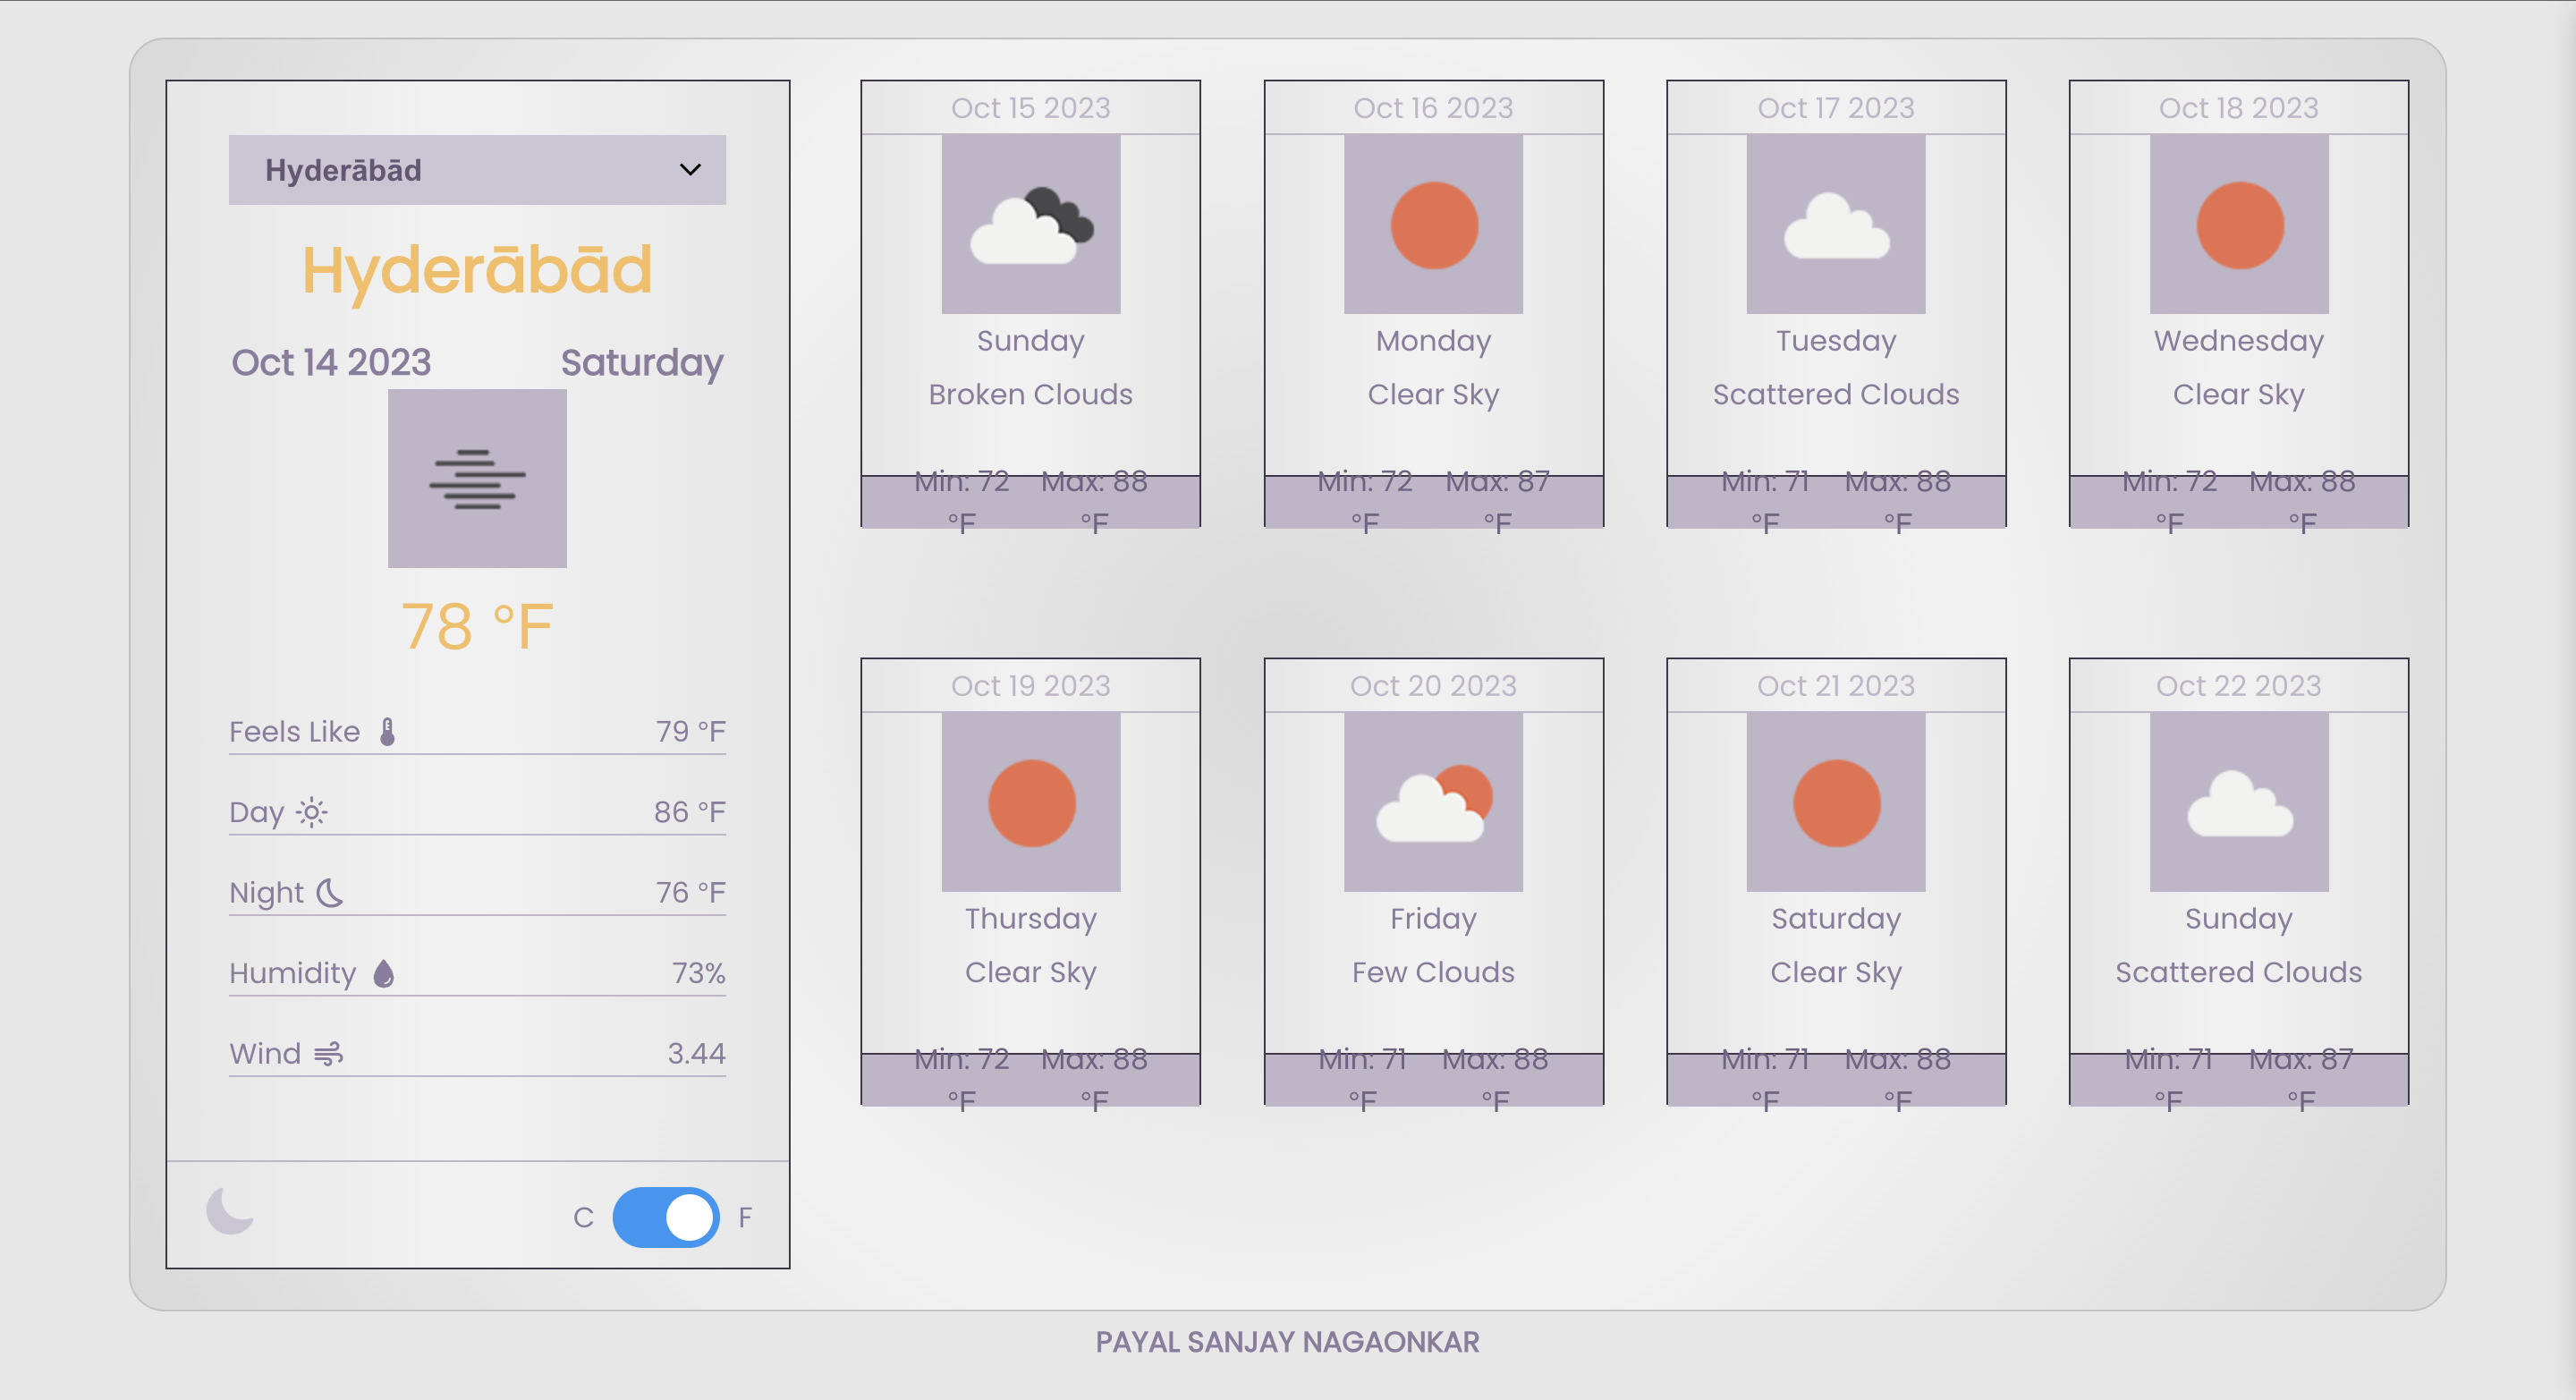 Hyderābād
Hyderābād
Oct 14 2023 Saturday
78 °F
Feels Like 79 °F
Day 86 °F
Night 76 °F
Humidity 73%
Wind 3.44
C F
Oct 15 2023
Sunday
Broken Clouds
Min: 72 Max: 88
°F °F
Oct 16 2023
Monday
Clear Sky
Min: 72 Max: 87
°F °F
Oct 17 2023
Tuesday
Scattered Clouds
Min: 71 Max: 88
°F °F
Oct 18 2023
Wednesday
Clear Sky
Min: 72 Max: 88
°F °F
Oct 19 2023
Thursday
Clear Sky
Min: 72 Max: 88
°F °F
Oct 20 2023
Friday
Few Clouds
Min: 71 Max: 88
°F °F
Oct 21 2023
Saturday
Clear Sky
Min: 71 Max: 88
°F °F
Oct 22 2023
Sunday
Scattered Clouds
Min: 71 Max: 87
°F °F
PAYAL SANJAY NAGAONKAR